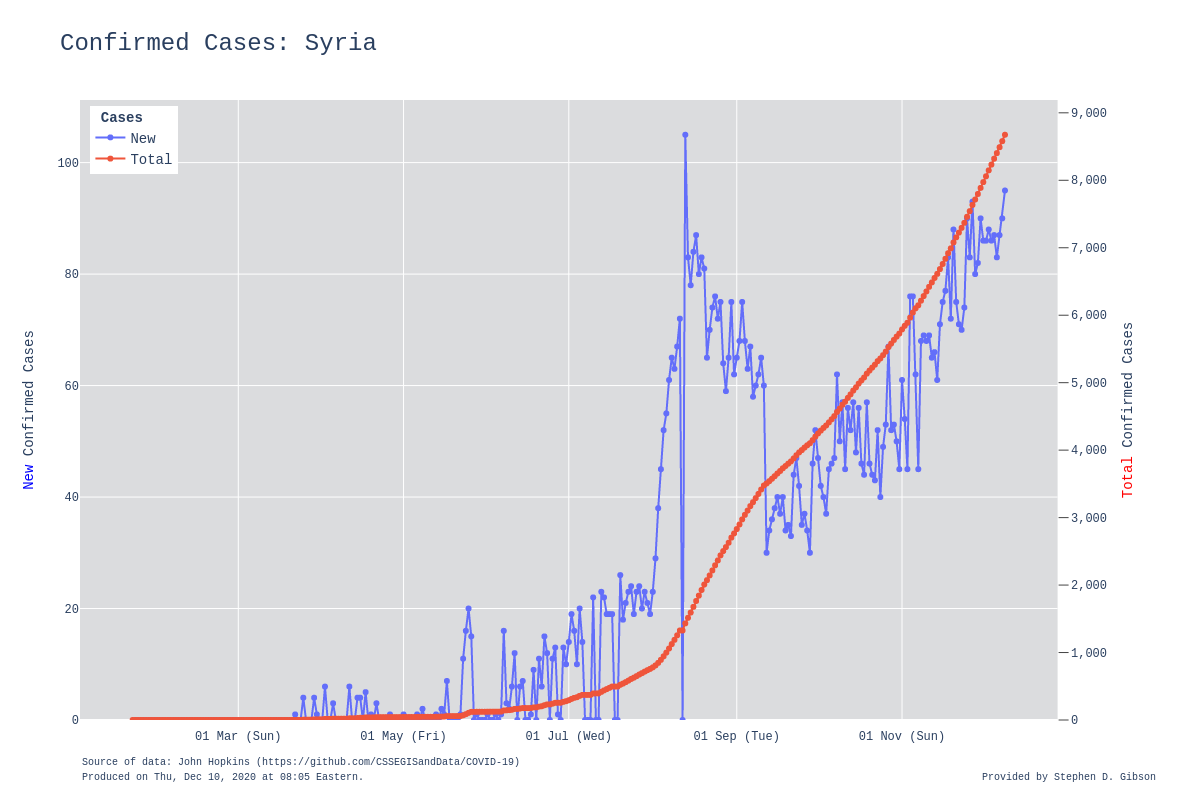 Confirmed Cases: Syria
Cases
New
Total
9,000
8,000
7,000
6,000
5,000
4,000
3,000
2,000
1,000
0
100
80
60
40
20
0
New Confirmed Cases
Total Confirmed Cases
01 Mar (Sun) 01 May (Fri) 01 Jul (Wed) 01 Sep (Tue) 01 Nov (Sun)
Source of data: John Hopkins (https://github.com/CSSEGISandData/COVID-19)
Produced on Thu, Dec 10, 2020 at 08:05 Eastern.
Provided by Stephen D. Gibson